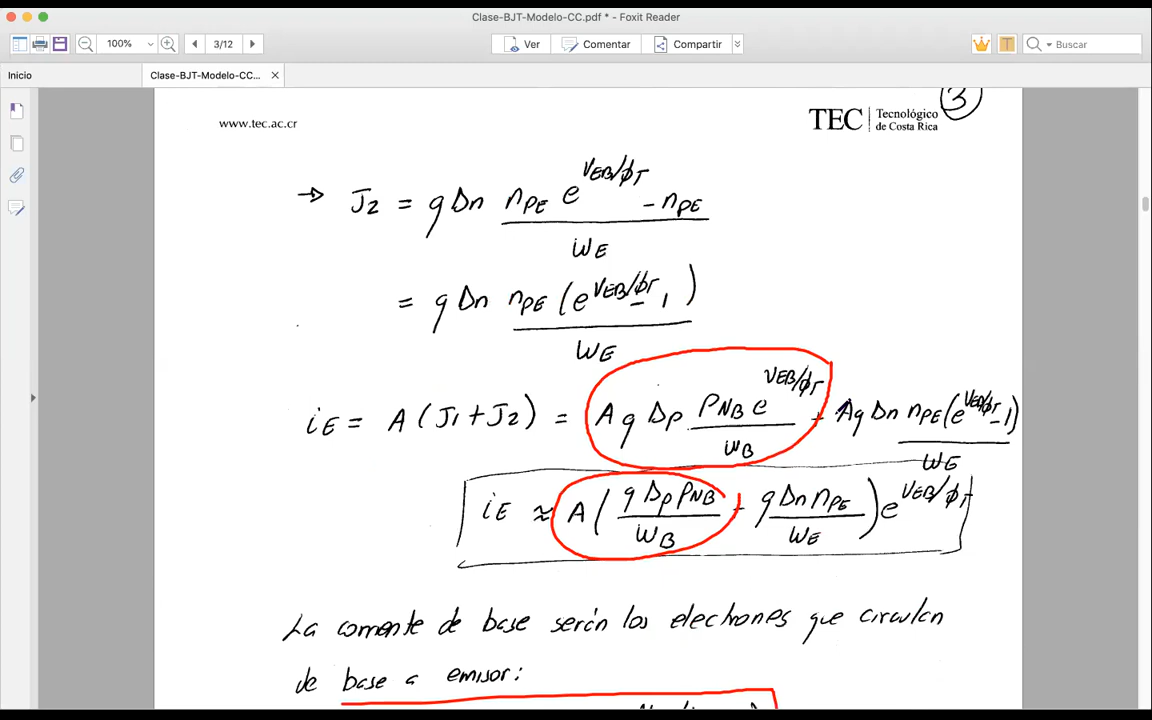 Clase-BJT-Modelo-CC.pdf * - Foxit Reader
100% 3/12 Ver Comentar Compartir T Buscar
Inicio Clase-BJT-Modelo-CC... ×
3
www.tec.ac.cr TEC | Tecnológico de Costa Rica
→ J2 = q Dn (nPE e^(VEB/ϕT) - nPE) / WE
= q Dn nPE (e^(VEB/ϕT) - 1) / WE
iE = A (J1 + J2) = A q Dp PNB e^(VEB/ϕT) / WB + A q Dn nPE (e^(VEB/ϕT) - 1) / WE
iE ≈ A ( q Dp PNB / WB + q Dn nPE / WE ) e^(VEB/ϕT)
La corriente de base serán los electrones que circulan
de base a emisor: